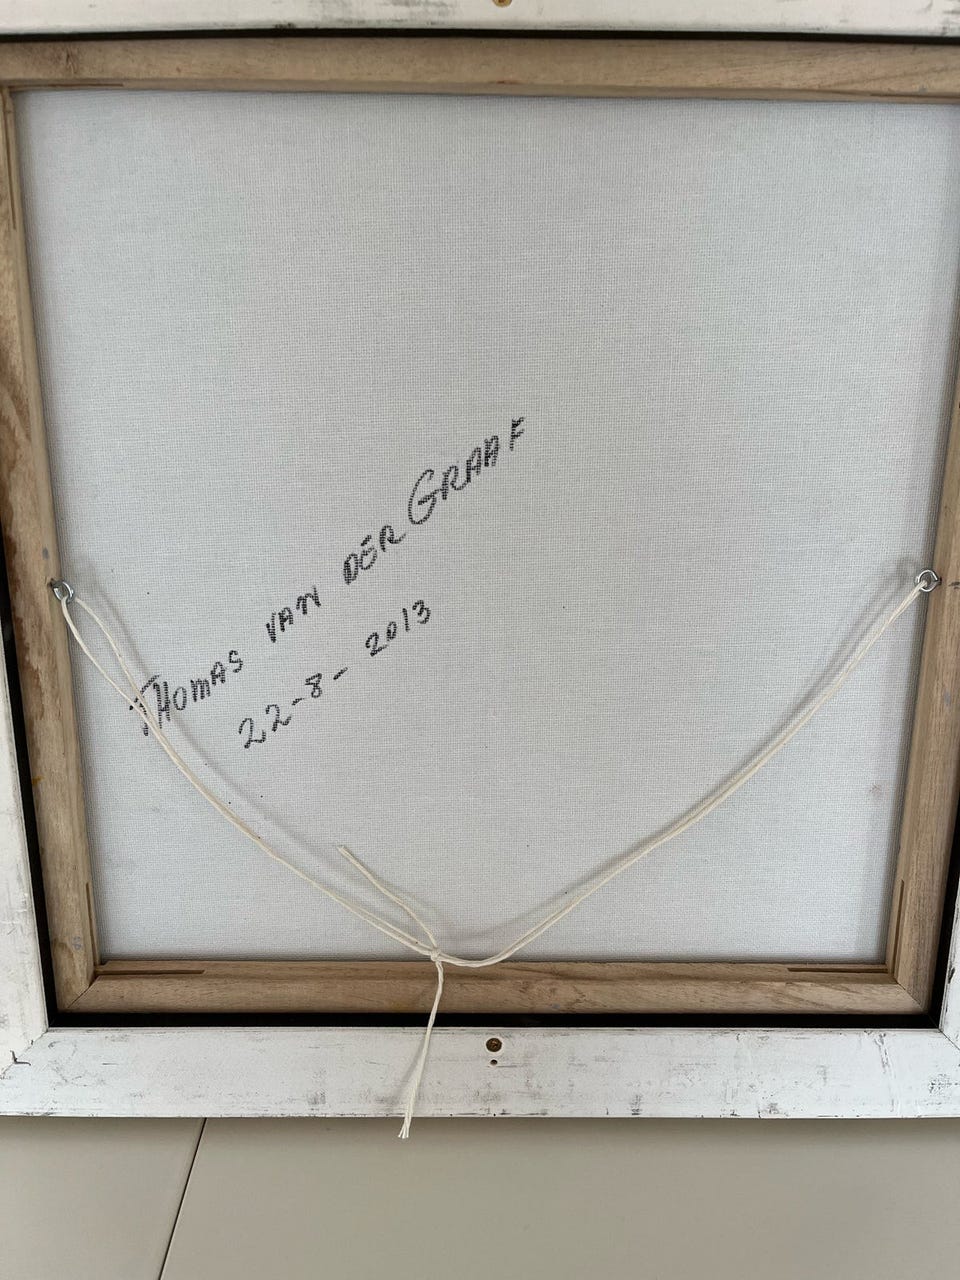 THOMAS VAN DER GRAAF
22-8-2013